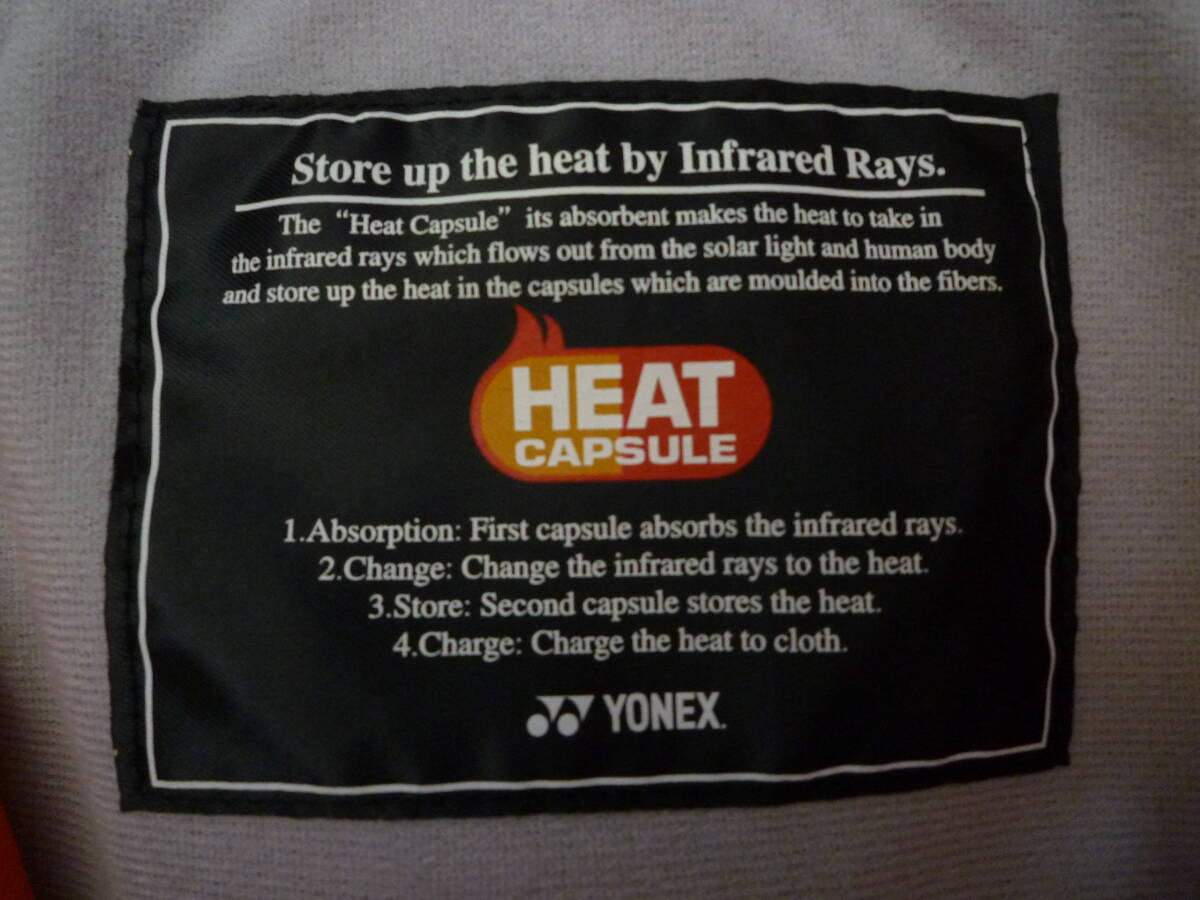 Store up the heat by Infrared Rays.
The “Heat Capsule” its absorbent makes the heat to take in
the infrared rays which flows out from the solar light and human body
and store up the heat in the capsules which are moulded into the fibers.
HEAT
CAPSULE
1.Absorption: First capsule absorbs the infrared rays.
2.Change: Change the infrared rays to the heat.
3.Store: Second capsule stores the heat.
4.Charge: Charge the heat to cloth.
YONEX.